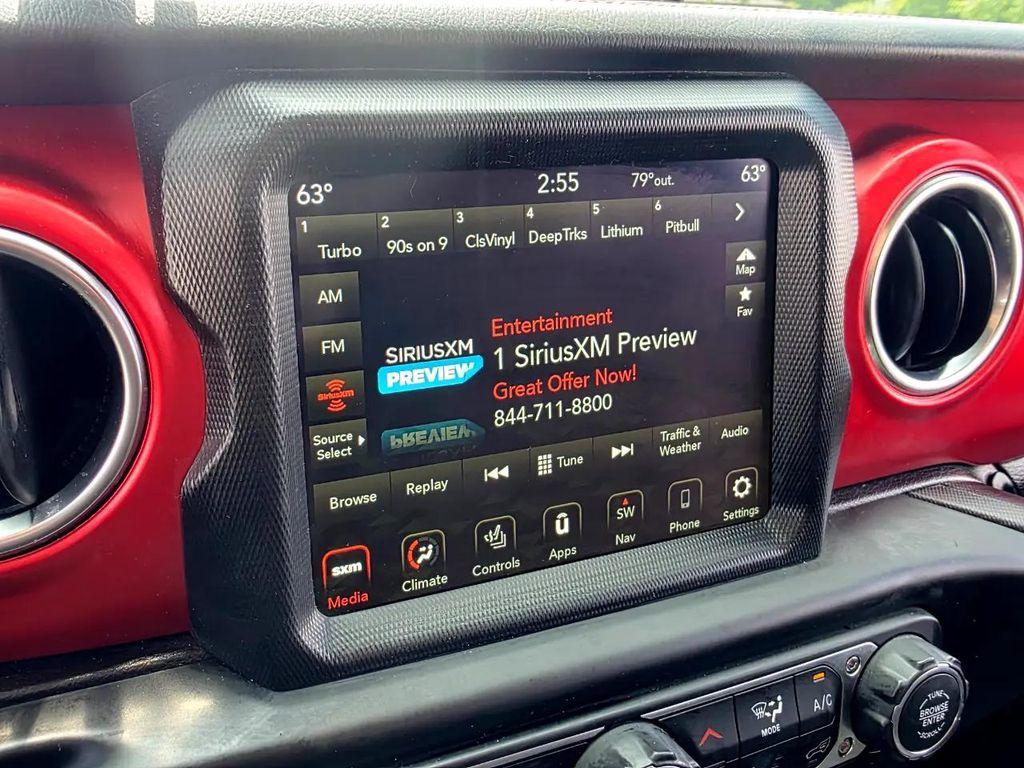 63°
2:55
79°out.
63°
1 Turbo
2 90s on 9
3 ClsVinyl
4 DeepTrks
5 Lithium
6 Pitbull
AM
FM
SiriusXM
Source
Select
Map
Fav
SIRIUSXM
PREVIEW
Entertainment
1 SiriusXM Preview
Great Offer Now!
844-711-8800
Browse
Replay
Tune
Traffic &
Weather
Audio
sxm
Media
Climate
Controls
û
Apps
SW
Nav
Phone
Settings
MODE
A/C
TUNE
BROWSE
ENTER
SCROLL